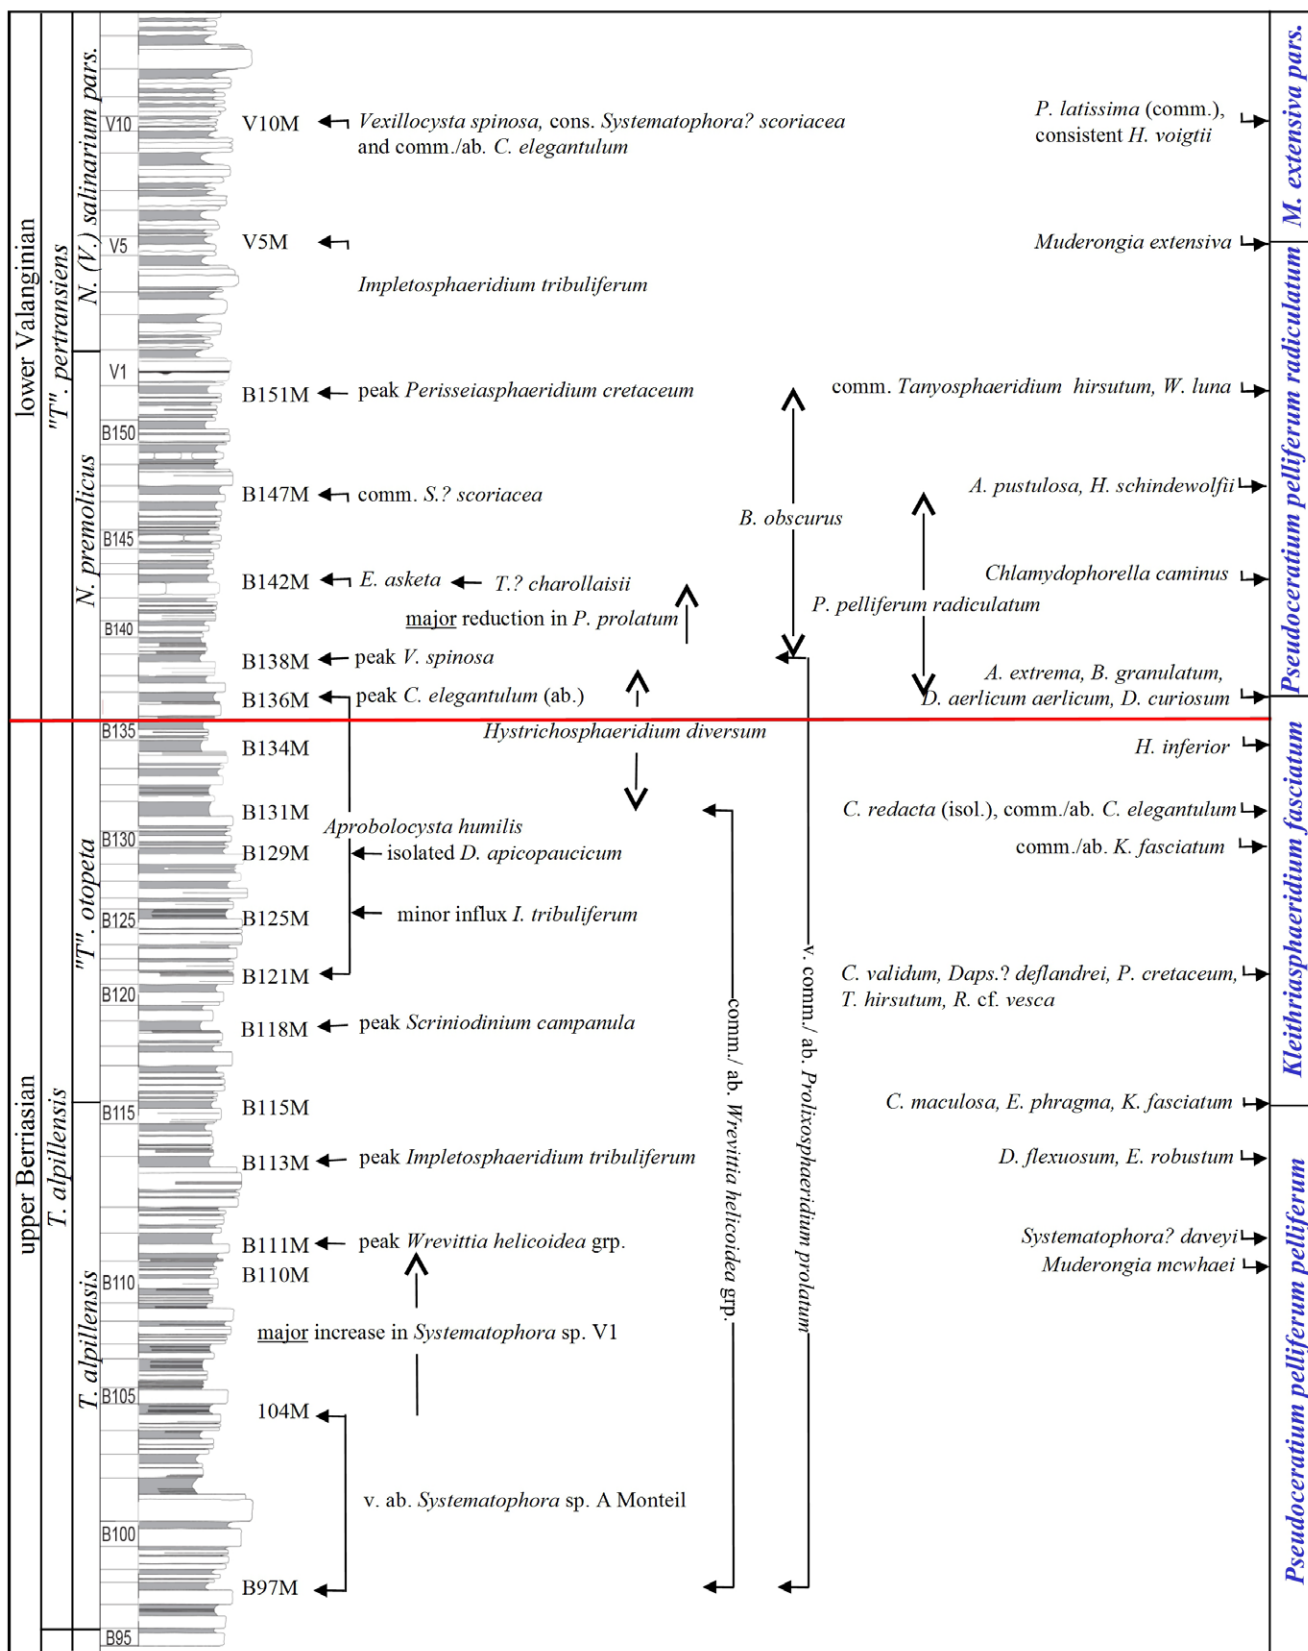 lower Valanginian
upper Berriasian
"T". pertransiens
T. alpillensis
N. (V.) salinarium pars.
N. premolicus
"T". otopeta
T. alpillensis
V10
V5
V1
B150
B145
B140
B135
B130
B125
B120
B115
B110
B105
B100
B95
V10M
Vexillocysta spinosa, cons. Systematophora? scoriacea
and comm./ab. C. elegantulum
P. latissima (comm.),
consistent H. voigtii
V5M
Muderongia extensiva
Impletosphaeridium tribuliferum
B151M
peak Perisseiasphaeridium cretaceum
comm. Tanyosphaeridium hirsutum, W. luna
B147M
comm. S.? scoriacea
A. pustulosa, H. schindewolfii
B. obscurus
B142M
E. asketa
T.? charollaisii
Chlamydophorella caminus
major reduction in P. prolatum
P. pelliferum radiculatum
B138M
peak V. spinosa
A. extrema, B. granulatum,
D. aerlicum aerlicum, D. curiosum
B136M
peak C. elegantulum (ab.)
Hystrichosphaeridium diversum
B134M
H. inferior
B131M
C. redacta (isol.), comm./ab. C. elegantulum
Aprobolocysta humilis
B129M
isolated D. apicopaucicum
comm./ab. K. fasciatum
B125M
minor influx I. tribuliferum
B121M
C. validum, Daps.? deflandrei, P. cretaceum,
T. hirsutum, R. cf. vesca
B118M
peak Scriniodinium campanula
B115M
C. maculosa, E. phragma, K. fasciatum
B113M
peak Impletosphaeridium tribuliferum
D. flexuosum, E. robustum
B111M
peak Wrevittia helicoidea grp.
Systematophora? daveyi
B110M
Muderongia mcwhaei
major increase in Systematophora sp. V1
104M
v. ab. Systematophora sp. A Monteil
B97M
comm./ ab. Wrevittia helicoidea grp.
v. comm./ ab. Prolixosphaeridium prolatum
M. extensiva pars.
Pseudoceratium pelliferum radiculatum
Kleithriasphaeridium fasciatum
Pseudoceratium pelliferum pelliferum